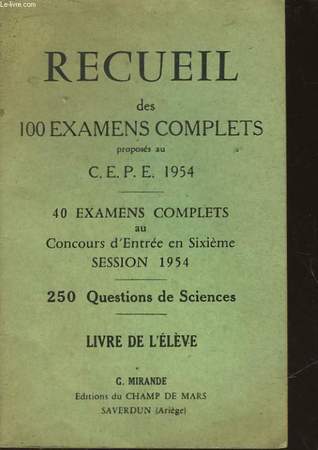 Le-livre.com
RECUEIL
des
100 EXAMENS COMPLETS
proposés au
C. E. P. E. 1954
40 EXAMENS COMPLETS
au
Concours d'Entrée en Sixième
SESSION 1954
250 Questions de Sciences
LIVRE DE L'ÉLÈVE
G. MIRANDE
Editions du CHAMP DE MARS
SAVERDUN (Ariège)